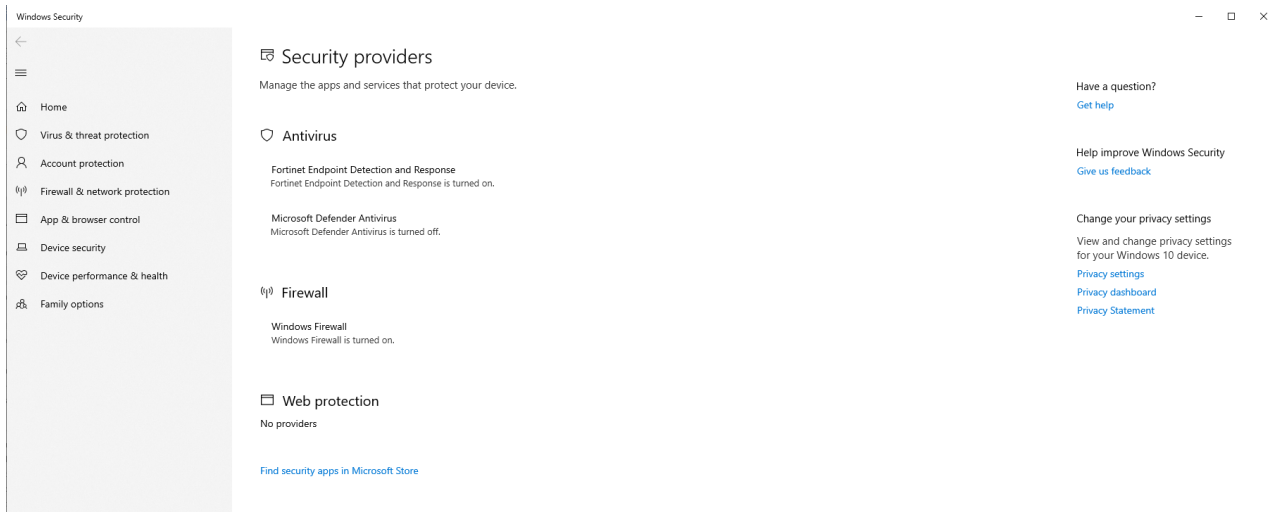 Windows Security
Home
Virus & threat protection
Account protection
Firewall & network protection
App & browser control
Device security
Device performance & health
Family options
Security providers
Manage the apps and services that protect your device.
Antivirus
Fortinet Endpoint Detection and Response
Fortinet Endpoint Detection and Response is turned on.
Microsoft Defender Antivirus
Microsoft Defender Antivirus is turned off.
Firewall
Windows Firewall
Windows Firewall is turned on.
Web protection
No providers
Find security apps in Microsoft Store
Have a question?
Get help
Help improve Windows Security
Give us feedback
Change your privacy settings
View and change privacy settings
for your Windows 10 device.
Privacy settings
Privacy dashboard
Privacy Statement